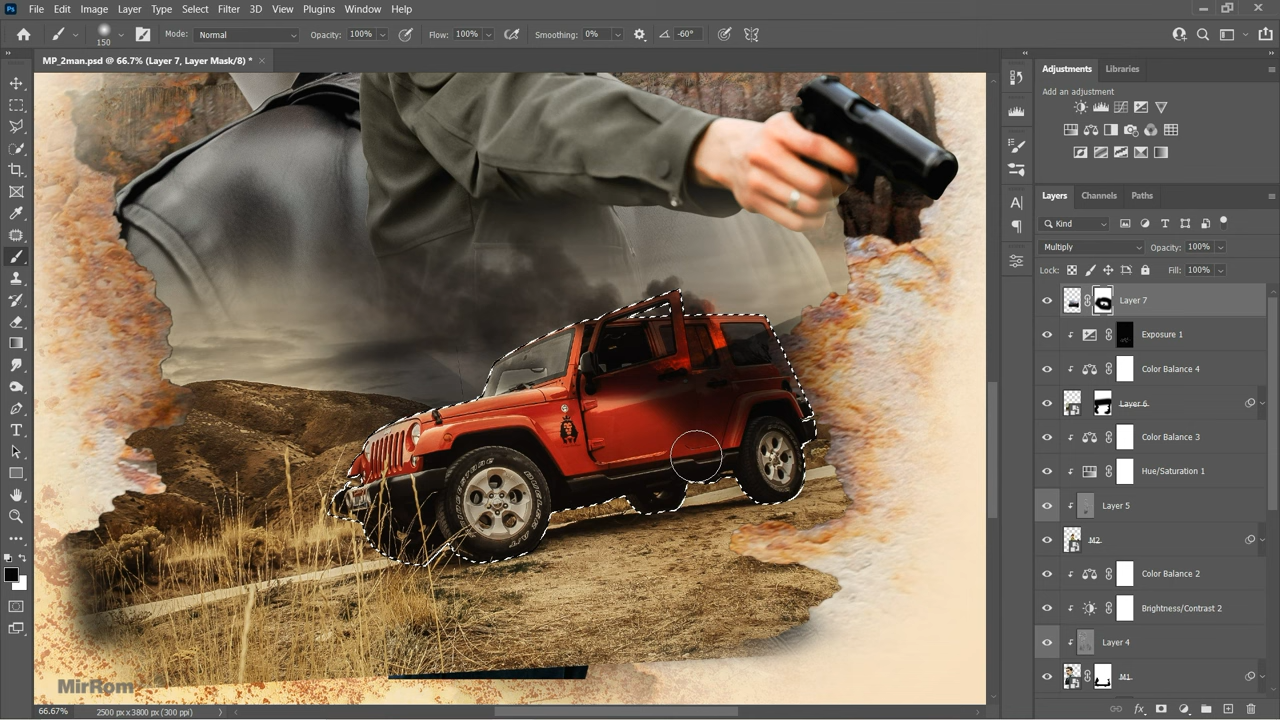 File Edit Image Layer Type Select Filter 3D View Plugins Window Help
150 Mode: Normal Opacity: 100% Flow: 100% Smoothing: 0% -60°
MP_2man.psd @ 66.7% (Layer 7, Layer Mask/8) *
Adjustments Libraries
Add an adjustment
Layers Channels Paths
Kind
Multiply Opacity: 100%
Lock: Fill: 100%
Layer 7
Exposure 1
Color Balance 4
Layer 6
Color Balance 3
Hue/Saturation 1
Layer 5
M2
Color Balance 2
Brightness/Contrast 2
Layer 4
M1
MirRom
66.67% 2500 px x 3800 px (300 ppi)